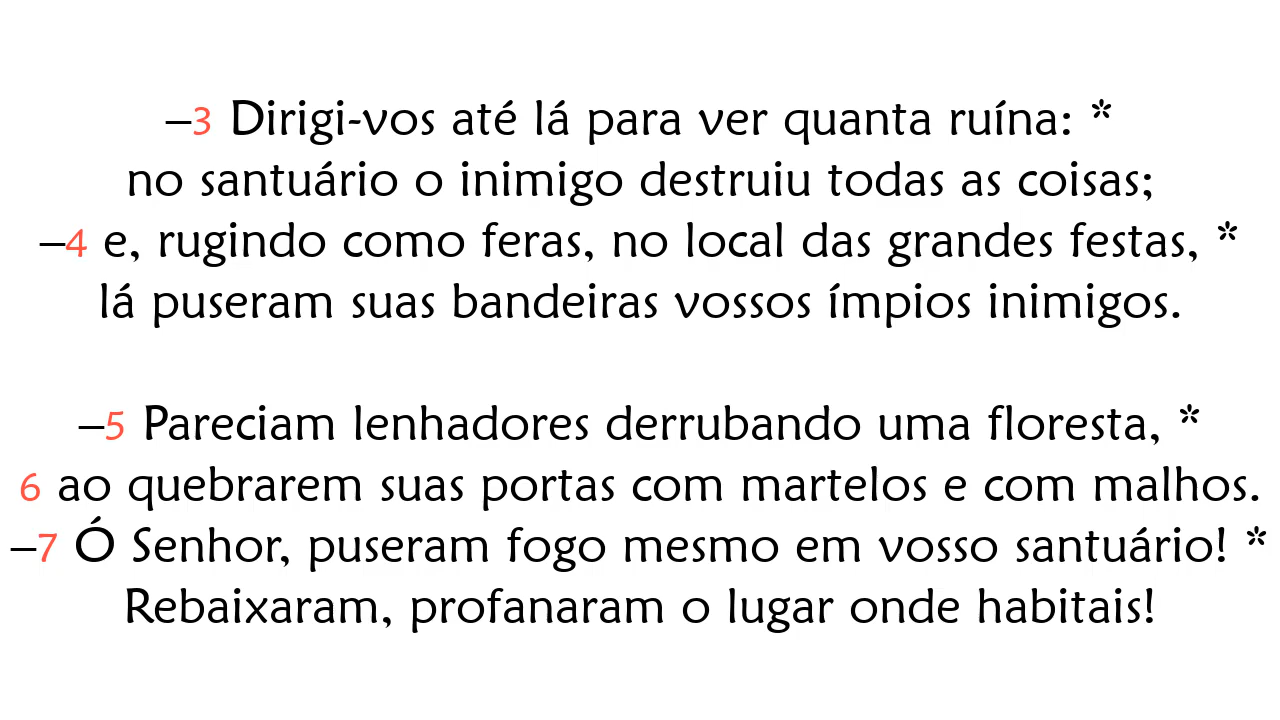 –3 Dirigi-vos até lá para ver quanta ruína: *
no santuário o inimigo destruiu todas as coisas;
–4 e, rugindo como feras, no local das grandes festas, *
lá puseram suas bandeiras vossos ímpios inimigos.
–5 Pareciam lenhadores derrubando uma floresta, *
6 ao quebrarem suas portas com martelos e com malhos.
–7 Ó Senhor, puseram fogo mesmo em vosso santuário! *
Rebaixaram, profanaram o lugar onde habitais!